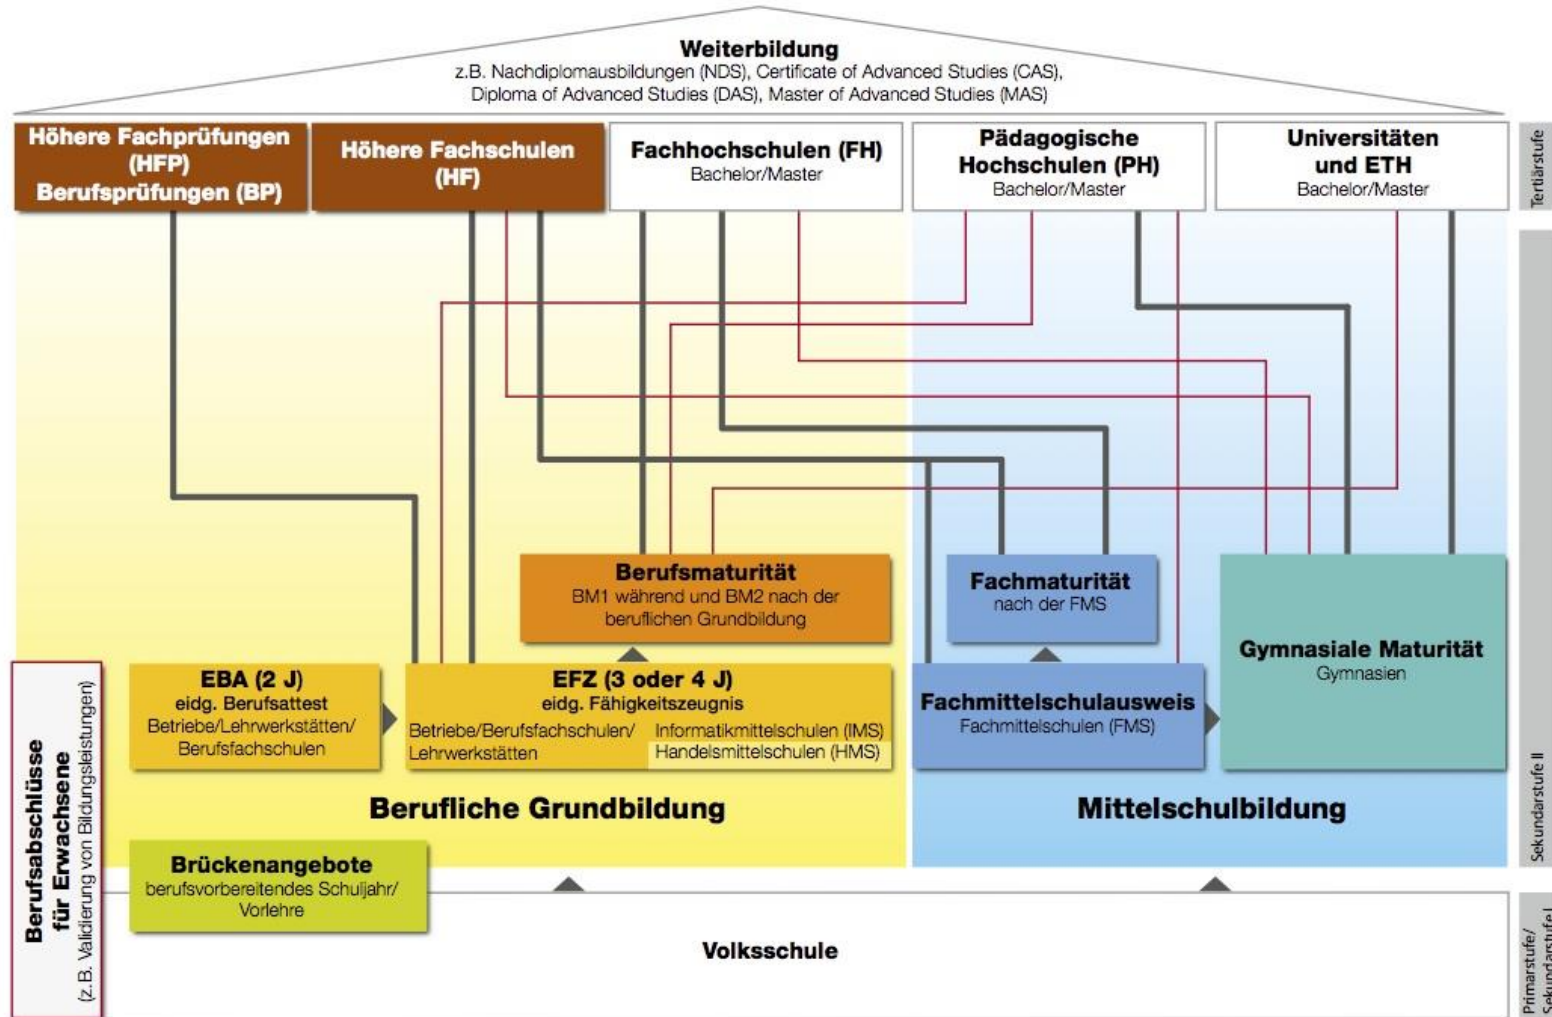 Weiterbildung
z.B. Nachdiplomausbildungen (NDS), Certificate of Advanced Studies (CAS),
Diploma of Advanced Studies (DAS), Master of Advanced Studies (MAS)
Höhere Fachprüfungen
(HFP)
Berufsprüfungen (BP)
Höhere Fachschulen
(HF)
Fachhochschulen (FH)
Bachelor/Master
Pädagogische
Hochschulen (PH)
Bachelor/Master
Universitäten
und ETH
Bachelor/Master
Tertiärstufe
Berufsmaturität
BM1 während und BM2 nach der
beruflichen Grundbildung
Fachmaturität
nach der FMS
Gymnasiale Maturität
Gymnasien
EBA (2 J)
eidg. Berufsattest
Betriebe/Lehrwerkstätten/
Berufsfachschulen
EFZ (3 oder 4 J)
eidg. Fähigkeitszeugnis
Betriebe/Berufsfachschulen/
Lehrwerkstätten
Informatikmittelschulen (IMS)
Handelsmittelschulen (HMS)
Fachmittelschulausweis
Fachmittelschulen (FMS)
Berufliche Grundbildung
Mittelschulbildung
Sekundarstufe II
Berufsabschlüsse
für Erwachsene
(z.B. Validierung von Bildungsleistungen)
Brückenangebote
berufsvorbereitendes Schuljahr/
Vorlehre
Volksschule
Primarstufe/
Sekundarstufe I